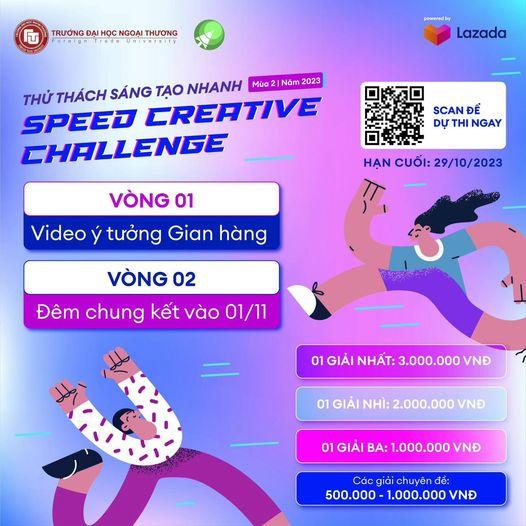 TRƯỜNG ĐẠI HỌC NGOẠI THƯƠNG
Foreign Trade University
powered by
Lazada
THỬ THÁCH SÁNG TẠO NHANH
Mùa 2 | Năm 2023
SPEED CREATIVE
CHALLENGE
SCAN ĐỂ
DỰ THI NGAY
HẠN CUỐI: 29/10/2023
VÒNG 01
Video ý tưởng Gian hàng
VÒNG 02
Đêm chung kết vào 01/11
01 GIẢI NHẤT: 3.000.000 VNĐ
01 GIẢI NHÌ: 2.000.000 VNĐ
01 GIẢI BA: 1.000.000 VNĐ
Các giải chuyên đề:
500.000 - 1.000.000 VNĐ